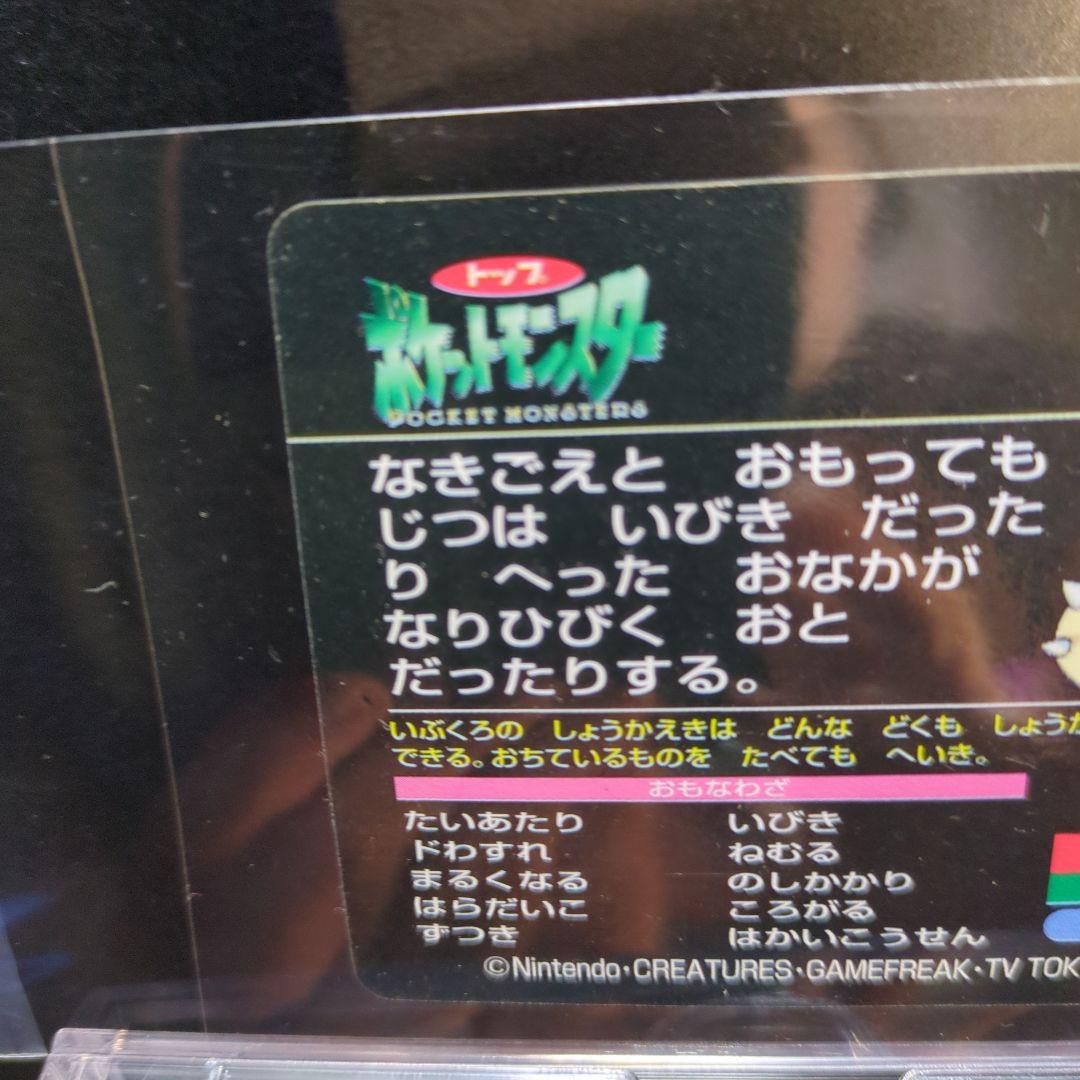 トップ
ポケットモンスター
POCKET MONSTERS
なきごえと　おもっても
じつは　いびき　だった
り　へった　おなかが
なりひびく　おと
だったりする。
いぶくろの　しょうかえきは　どんな　どくも　しょうか
できる。おちているものを　たべても　へいき。
おもなわざ
たいあたり　いびき
ドわすれ　ねむる
まるくなる　のしかかり
はらだいこ　ころがる
ずつき　はかいこうせん
©Nintendo・CREATURES・GAMEFREAK・TV TOK